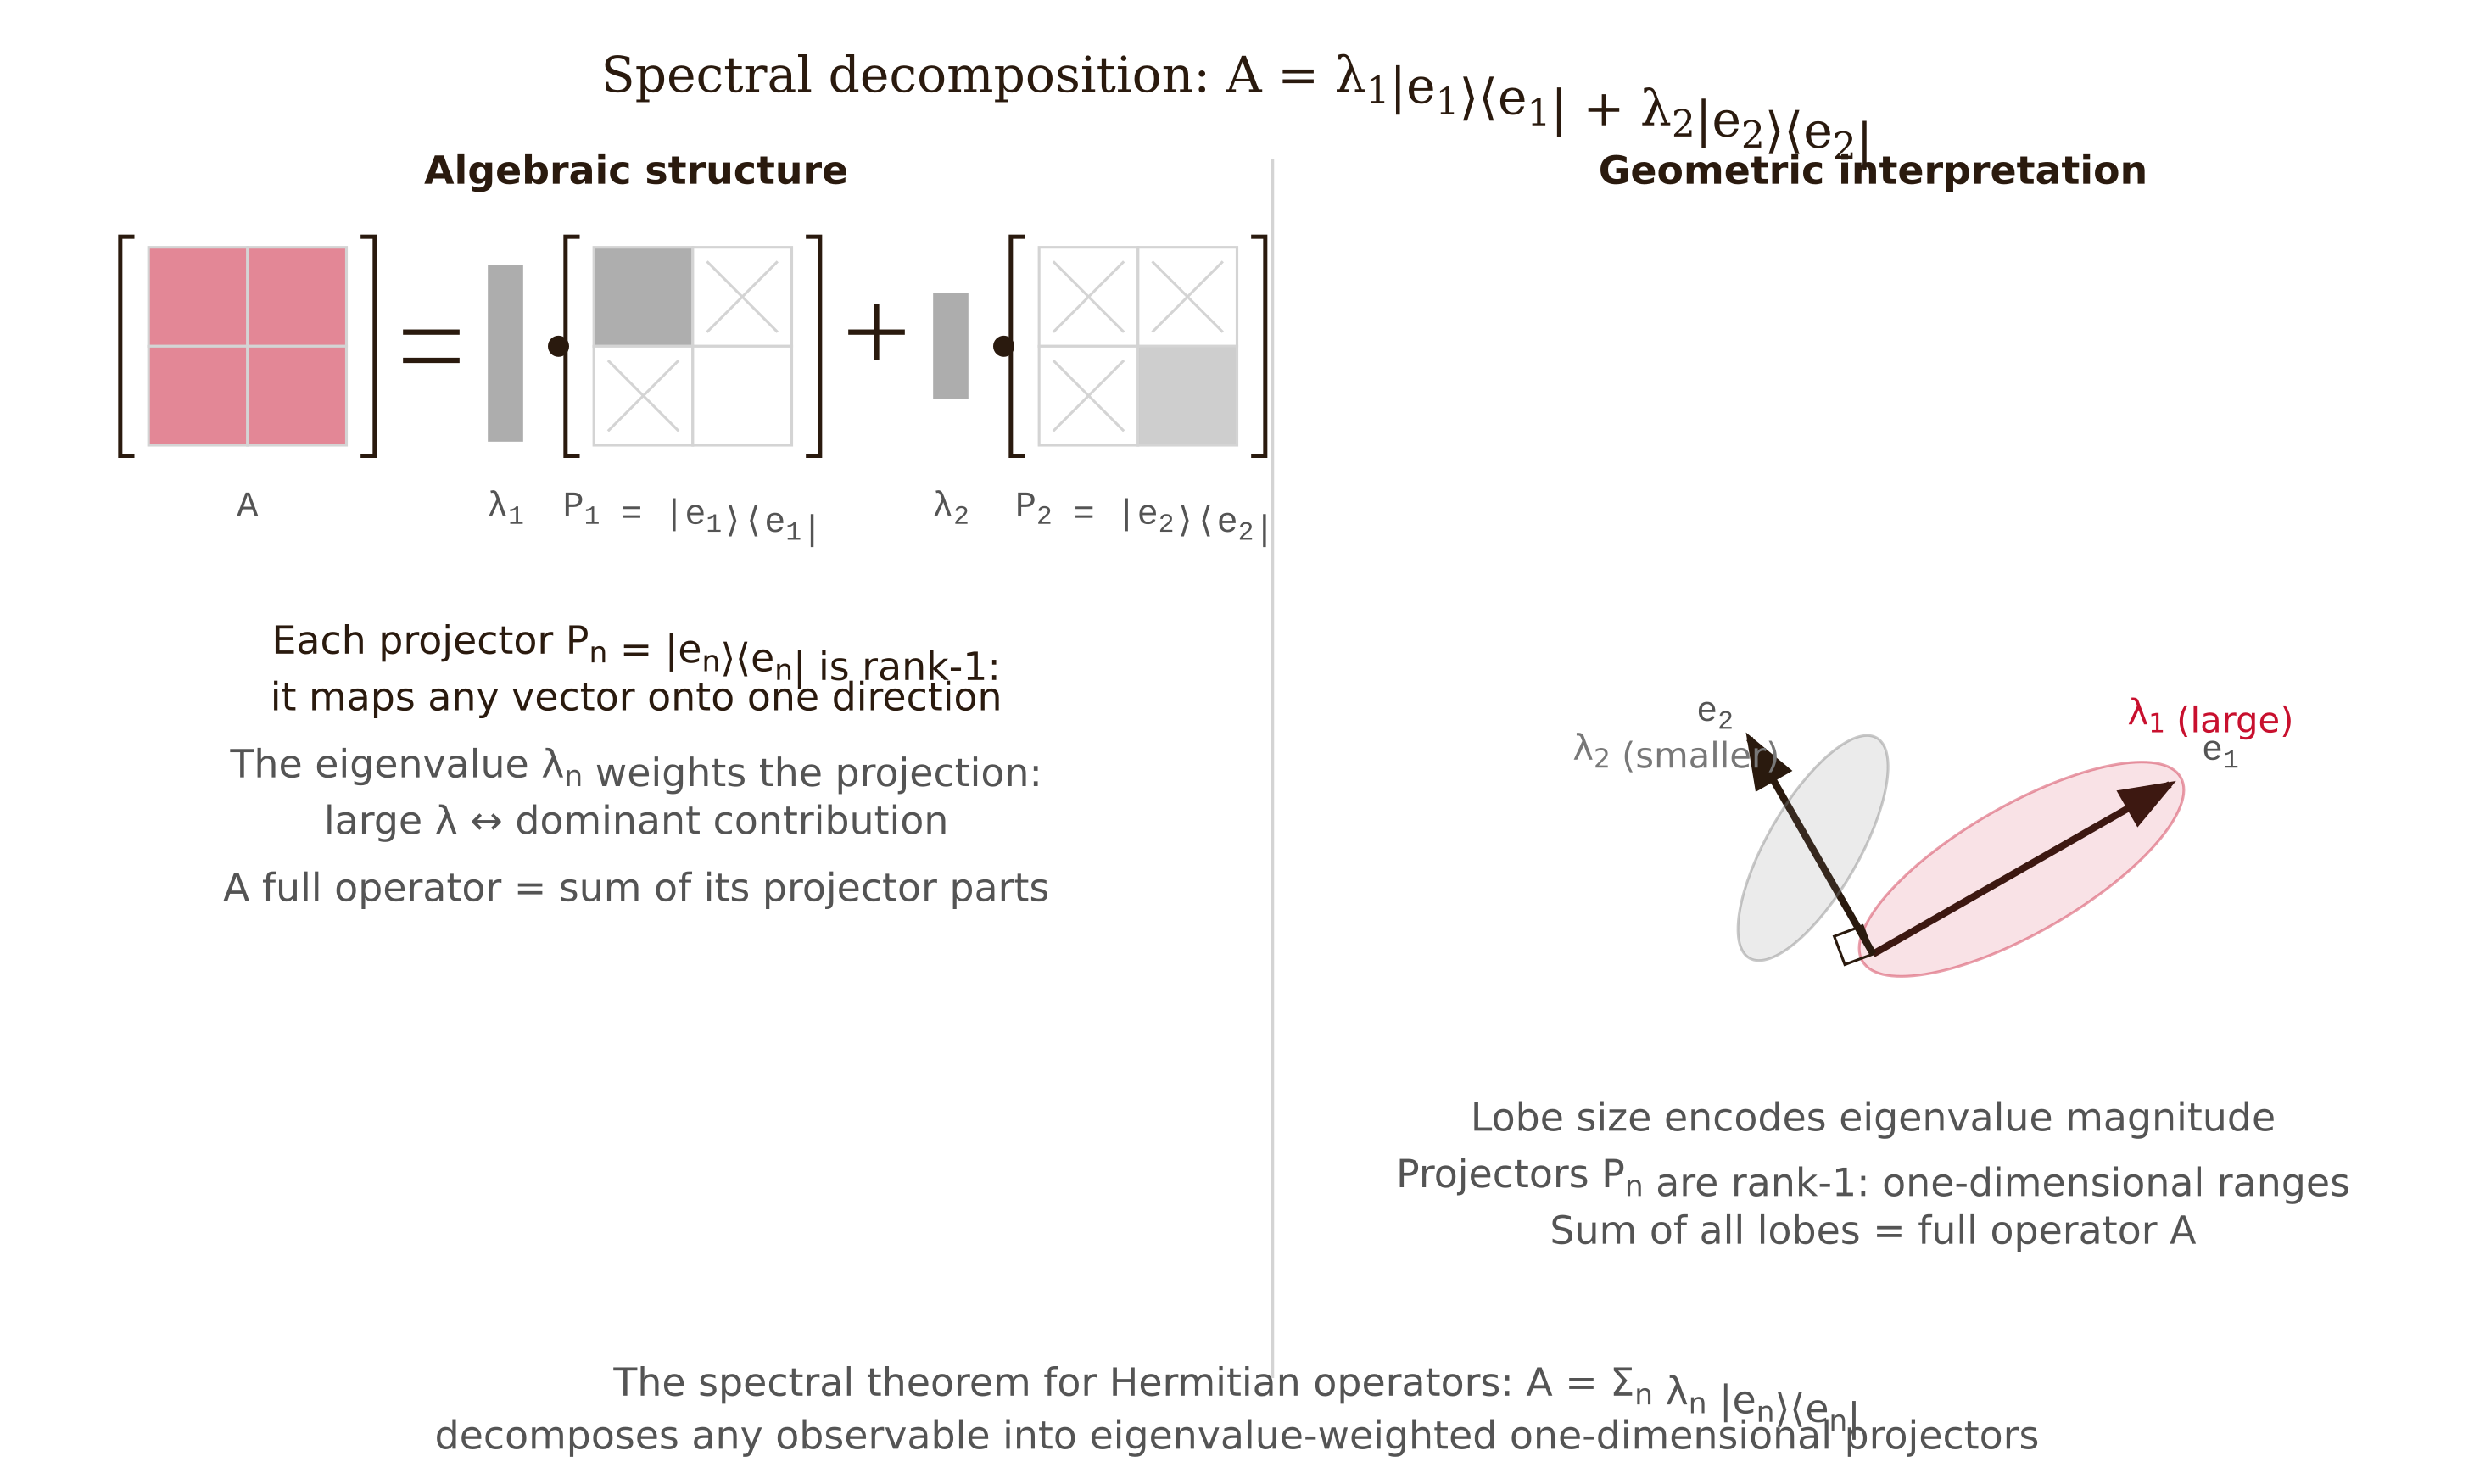 Spectral decomposition: A = λ₁|e₁⟩⟨e₁| + λ₂|e₂⟩⟨e₂|
Algebraic structure
=
+
A
λ₁
P₁ = |e₁⟩⟨e₁|
λ₂
P₂ = |e₂⟩⟨e₂|
Each projector Pₙ = |eₙ⟩⟨eₙ| is rank-1:
it maps any vector onto one direction
The eigenvalue λₙ weights the projection:
large λ ↔ dominant contribution
A full operator = sum of its projector parts
Geometric interpretation
e₂
λ₂ (smaller)
λ₁ (large)
e₁
Lobe size encodes eigenvalue magnitude
Projectors Pₙ are rank-1: one-dimensional ranges
Sum of all lobes = full operator A
The spectral theorem for Hermitian operators: A = Σₙ λₙ |eₙ⟩⟨eₙ|
decomposes any observable into eigenvalue-weighted one-dimensional projectors